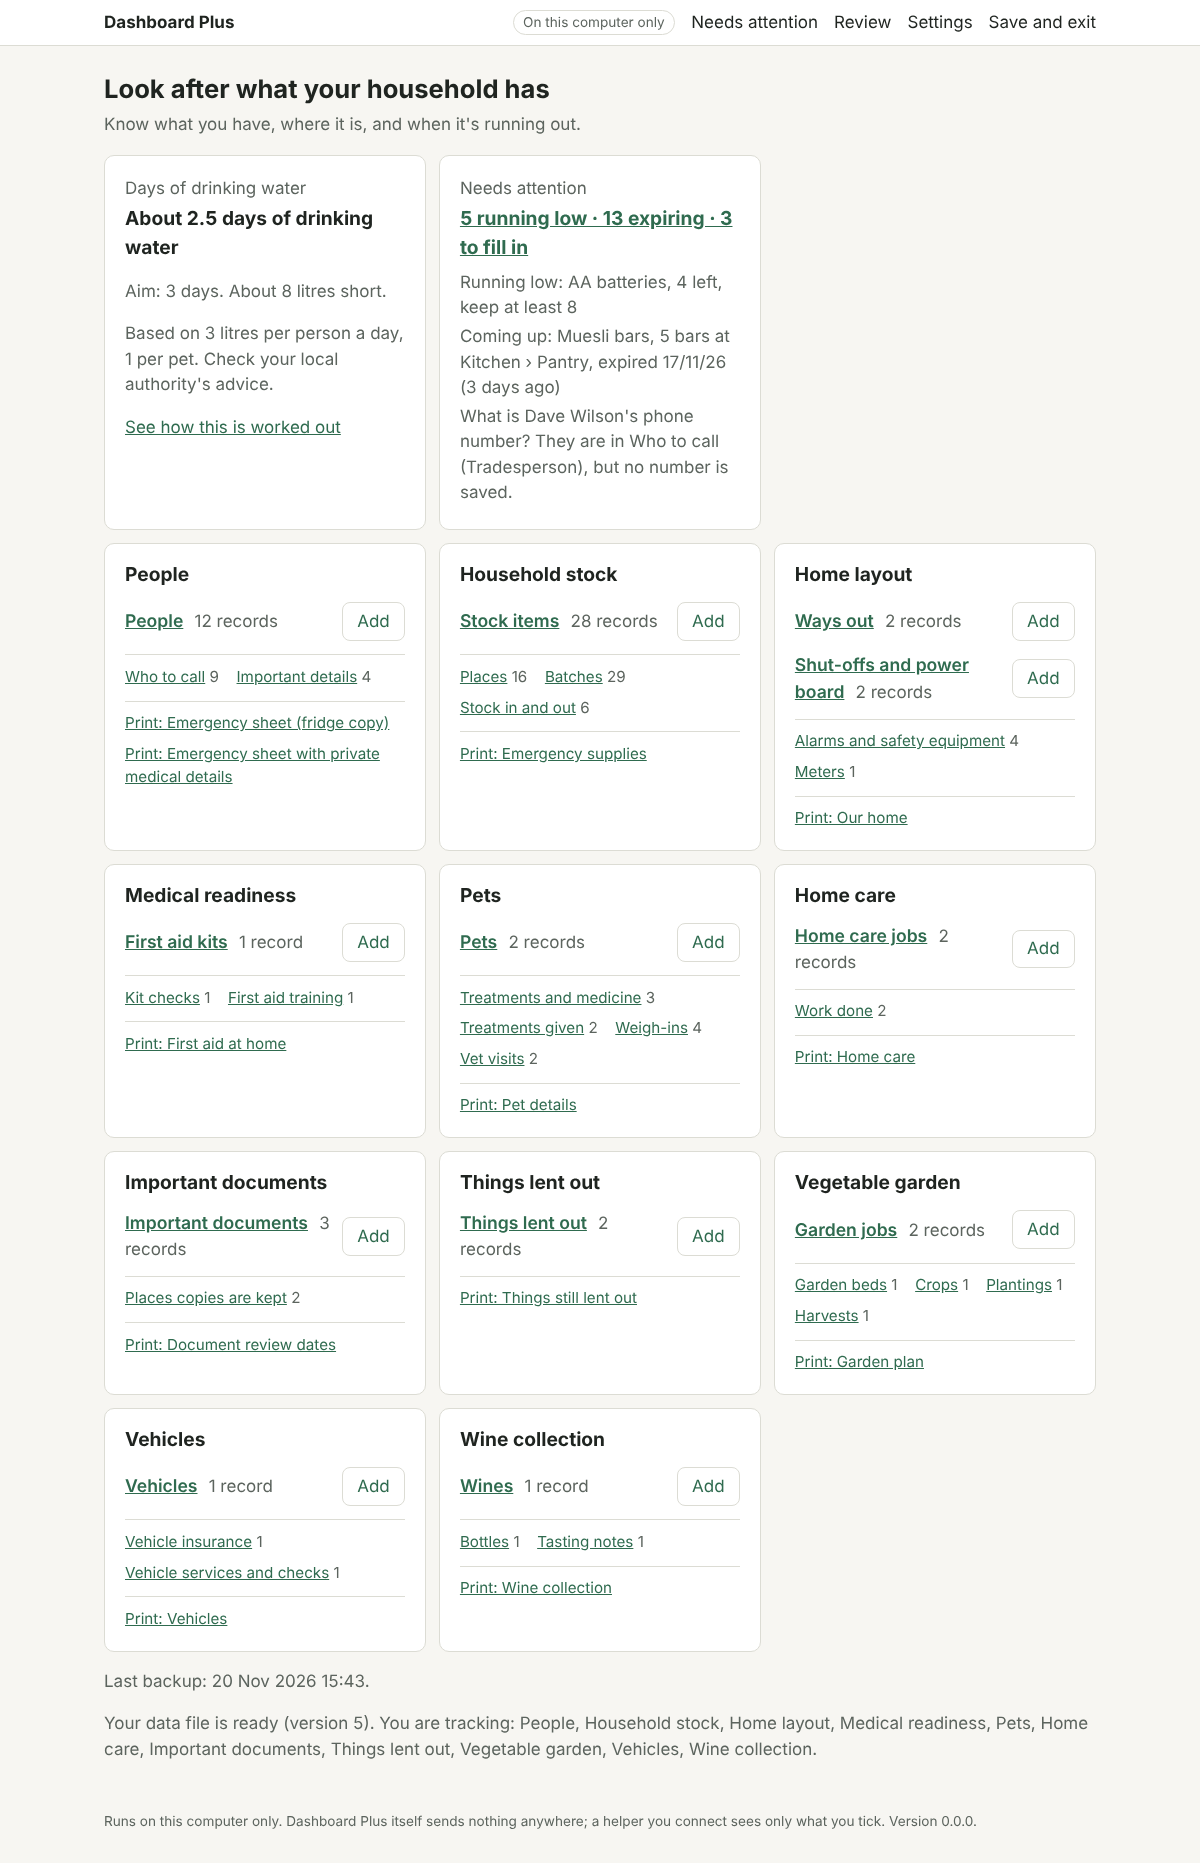 Dashboard Plus
On this computer only
Needs attention
Review
Settings
Save and exit
Look after what your household has
Know what you have, where it is, and when it's running out.
Days of drinking water
About 2.5 days of drinking
water
Aim: 3 days. About 8 litres short.
Based on 3 litres per person a day,
1 per pet. Check your local
authority's advice.
See how this is worked out
Needs attention
5 running low · 13 expiring · 3
to fill in
Running low: AA batteries, 4 left,
keep at least 8
Coming up: Muesli bars, 5 bars at
Kitchen › Pantry, expired 17/11/26
(3 days ago)
What is Dave Wilson's phone
number? They are in Who to call
(Tradesperson), but no number is
saved.
People
People 12 records Add
Who to call 9 Important details 4
Print: Emergency sheet (fridge copy)
Print: Emergency sheet with private
medical details
Household stock
Stock items 28 records Add
Places 16 Batches 29
Stock in and out 6
Print: Emergency supplies
Home layout
Ways out 2 records Add
Shut-offs and power
board 2 records Add
Alarms and safety equipment 4
Meters 1
Print: Our home
Medical readiness
First aid kits 1 record Add
Kit checks 1 First aid training 1
Print: First aid at home
Pets
Pets 2 records Add
Treatments and medicine 3
Treatments given 2 Weigh-ins 4
Vet visits 2
Print: Pet details
Home care
Home care jobs 2
records Add
Work done 2
Print: Home care
Important documents
Important documents 3
records Add
Places copies are kept 2
Print: Document review dates
Things lent out
Things lent out 2
records Add
Print: Things still lent out
Vegetable garden
Garden jobs 2 records Add
Garden beds 1 Crops 1 Plantings 1
Harvests 1
Print: Garden plan
Vehicles
Vehicles 1 record Add
Vehicle insurance 1
Vehicle services and checks 1
Print: Vehicles
Wine collection
Wines 1 record Add
Bottles 1 Tasting notes 1
Print: Wine collection
Last backup: 20 Nov 2026 15:43.
Your data file is ready (version 5). You are tracking: People, Household stock, Home layout, Medical readiness, Pets, Home
care, Important documents, Things lent out, Vegetable garden, Vehicles, Wine collection.
Runs on this computer only. Dashboard Plus itself sends nothing anywhere; a helper you connect sees only what you tick. Version 0.0.0.